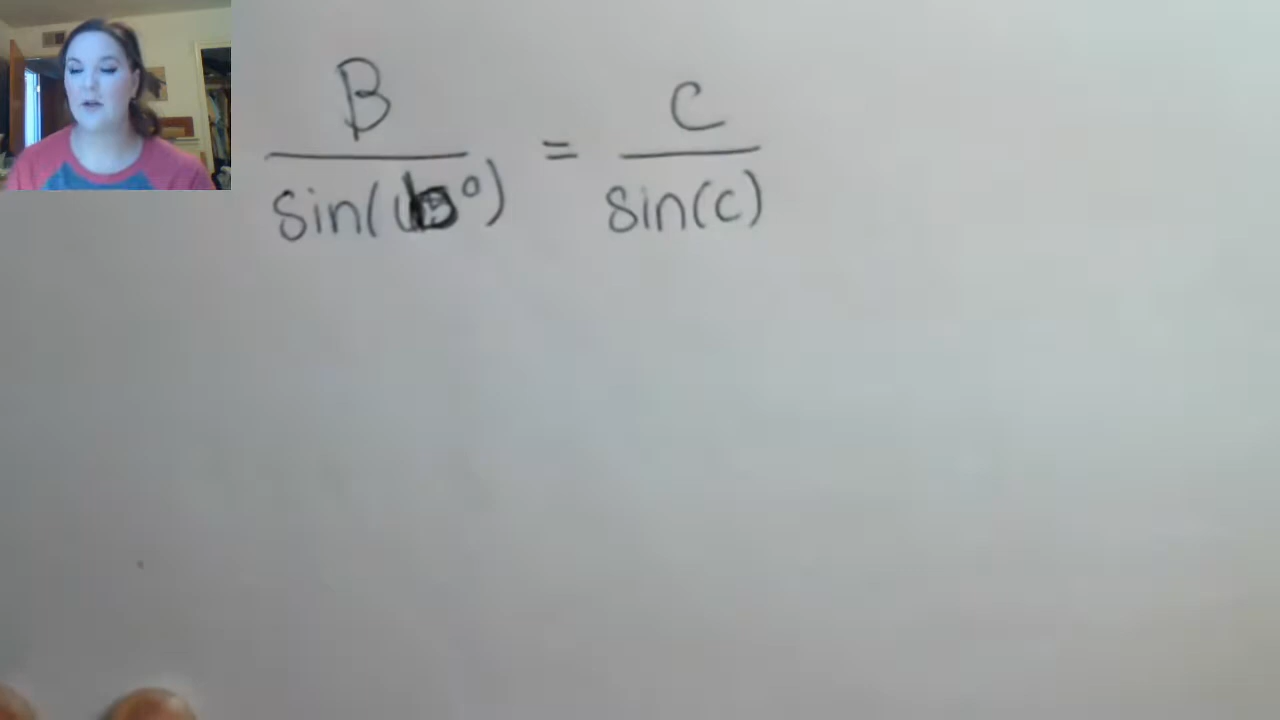 B / sin( b°) = C / sin(c)